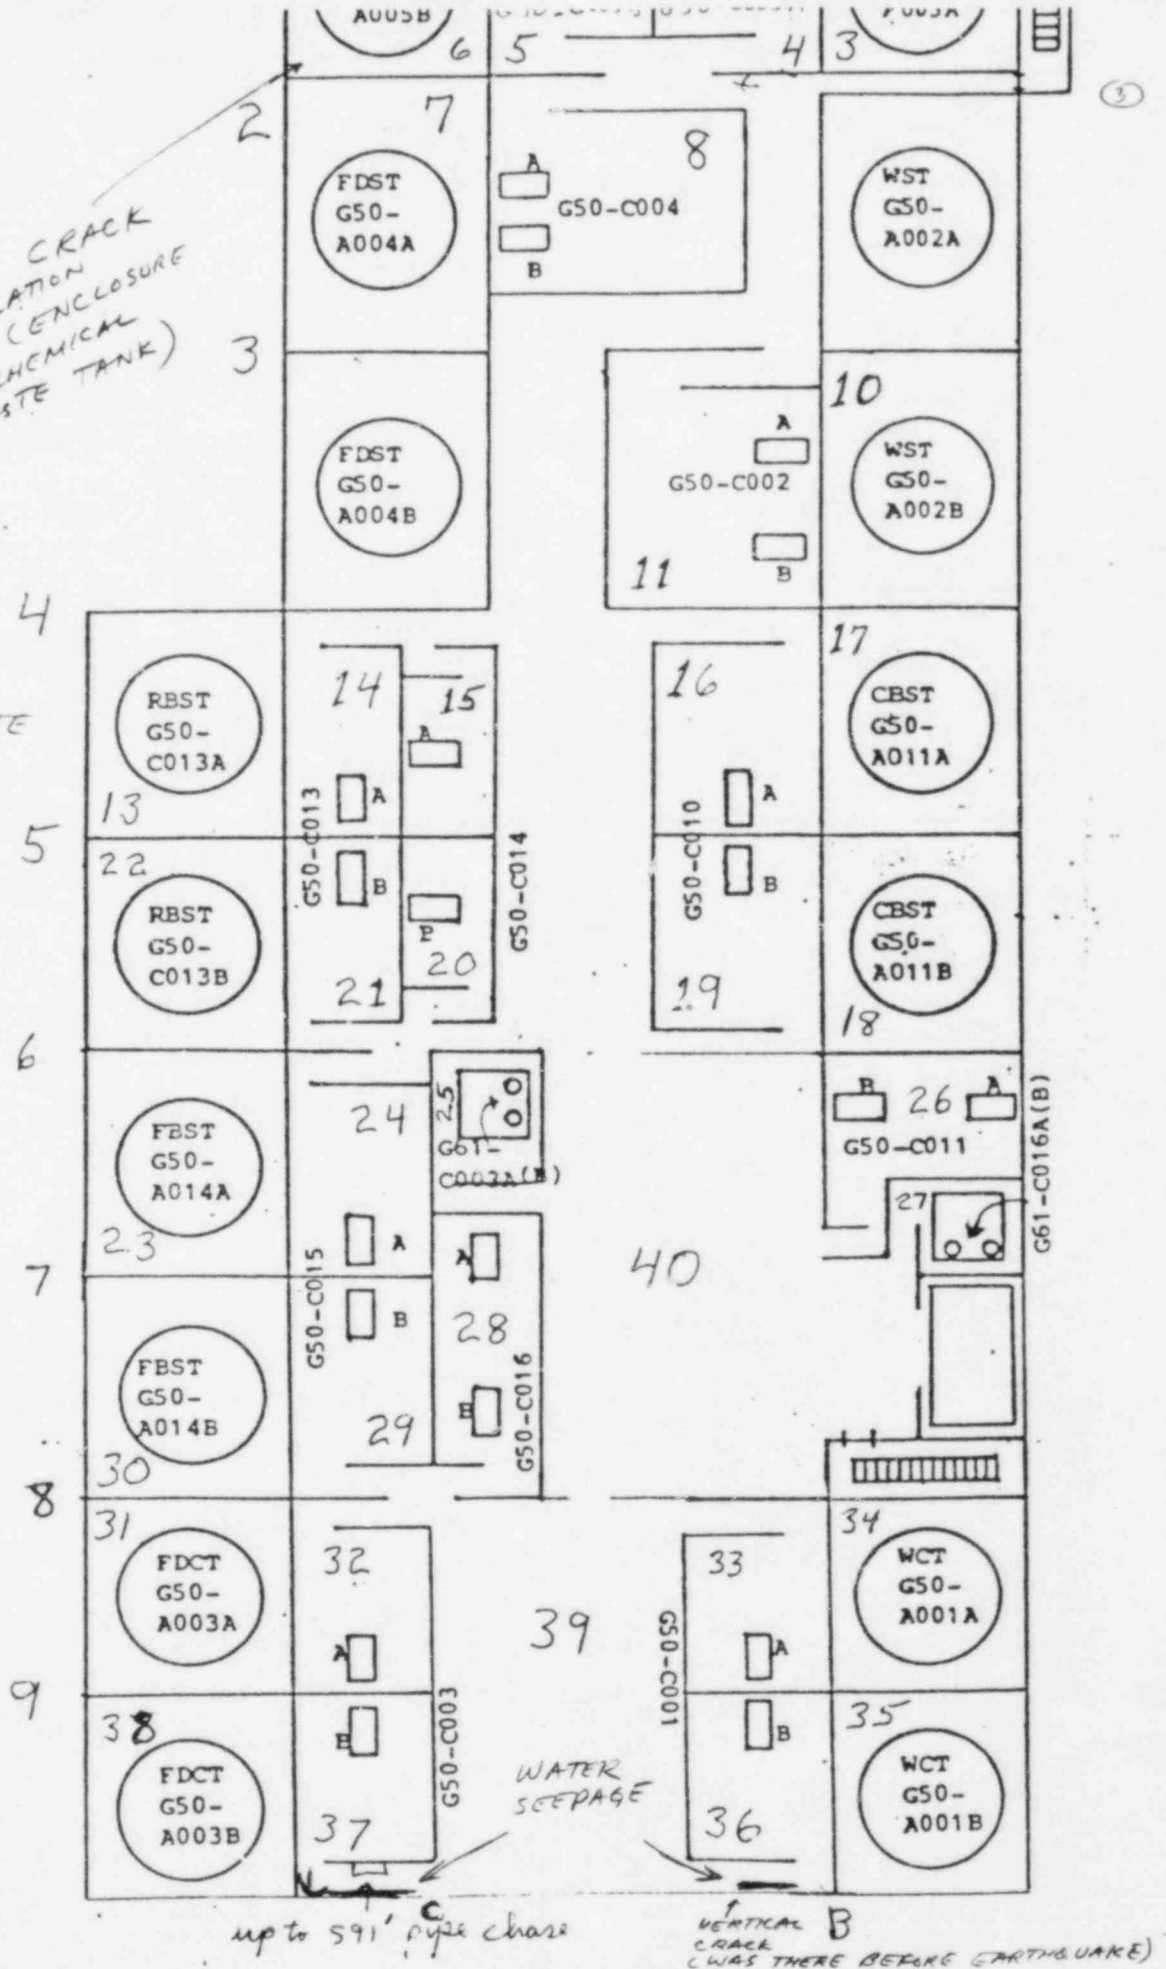 A005B
6
5
4
3
2
7
8
3
FDST
G50-
A004A
A
G50-C004
B
WST
G50-
A002A
CRACK
(ENCLOSURE
CHEMICAL
TANK)
3
10
FDST
G50-
A004B
A
G50-C002
B
11
WST
G50-
A002B
4
17
RBST
G50-
C013A
13
14
15
A
A
G50-C013
16
A
G50-C010
CBST
G50-
A011A
5
22
RBST
G50-
C013B
B
21
20
G50-C014
B
19
CBST
G50-
A011B
18
6
24
25
G61-
C003A(B)
B
26
A
G50-C011
G61-C016A(B)
27
FBST
G50-
A014A
23
A
A
40
7
G50-C015
B
28
B
G50-C016
FBST
G50-
A014B
29
30
8
31
32
33
34
FDCT
G50-
A003A
A
39
A
G50-C001
WCT
G50-
A001A
9
38
B
G50-C003
B
35
FDCT
G50-
A003B
37
WATER
SEEPAGE
36
WCT
G50-
A001B
C
up to 591' pipe chase
VERTICAL
CRACK
(WAS THERE BEFORE EARTHQUAKE)
B